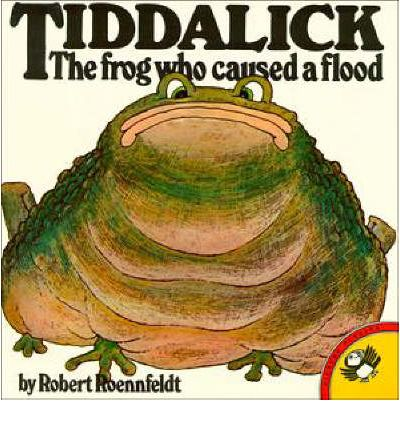 TIDDALICK
The frog who caused a flood
by Robert Roennfeldt